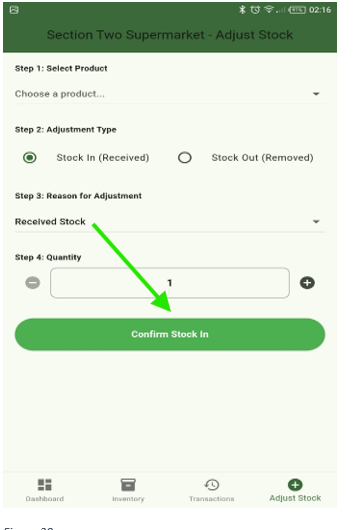 02:16
Section Two Supermarket - Adjust Stock
Step 1: Select Product
Choose a product...
Step 2: Adjustment Type
Stock In (Received) Stock Out (Removed)
Step 3: Reason for Adjustment
Received Stock
Step 4: Quantity
1
Confirm Stock In
Dashboard Inventory Transactions Adjust Stock